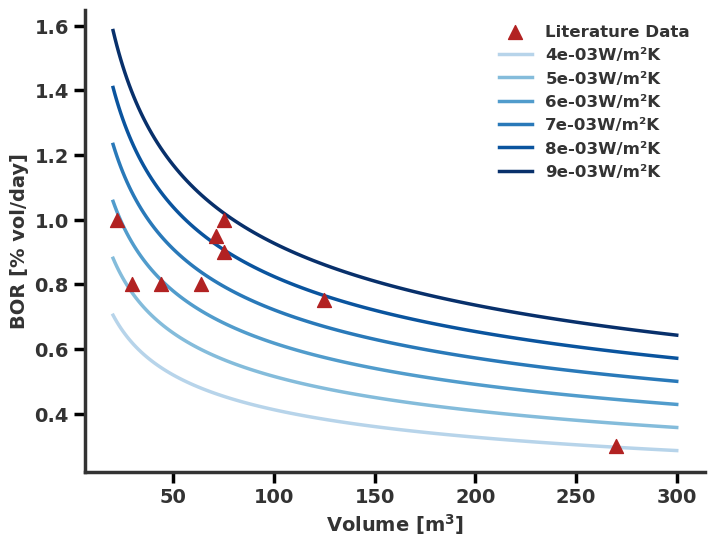 1.6
1.4
1.2
1.0
0.8
0.6
0.4
BOR [% vol/day]
Literature Data
4e-03W/m²K
5e-03W/m²K
6e-03W/m²K
7e-03W/m²K
8e-03W/m²K
9e-03W/m²K
50 100 150 200 250 300
Volume [m³]